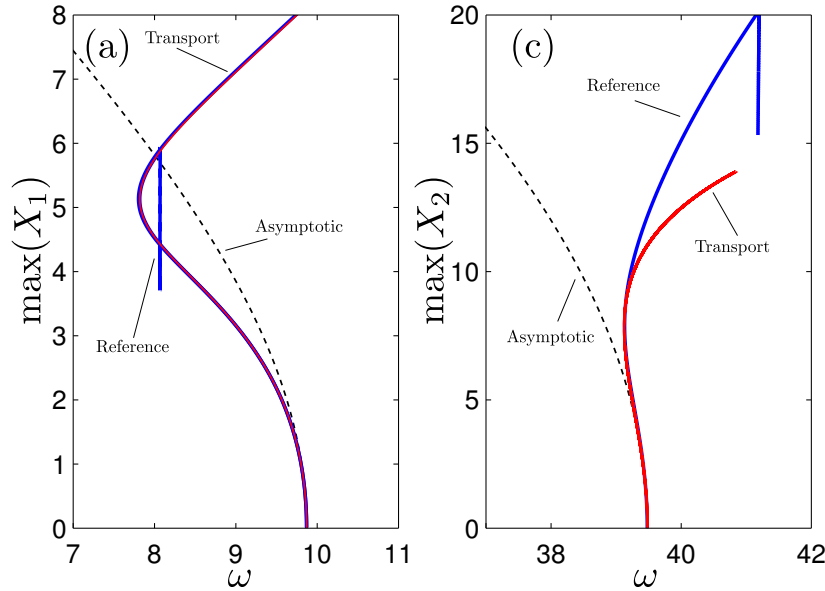 (a)
Transport
Asymptotic
Reference
max(X₁)
8
7
6
5
4
3
2
1
0
7 8 9 10 11
ω
(c)
Reference
Transport
Asymptotic
max(X₂)
20
15
10
5
0
38 40 42
ω